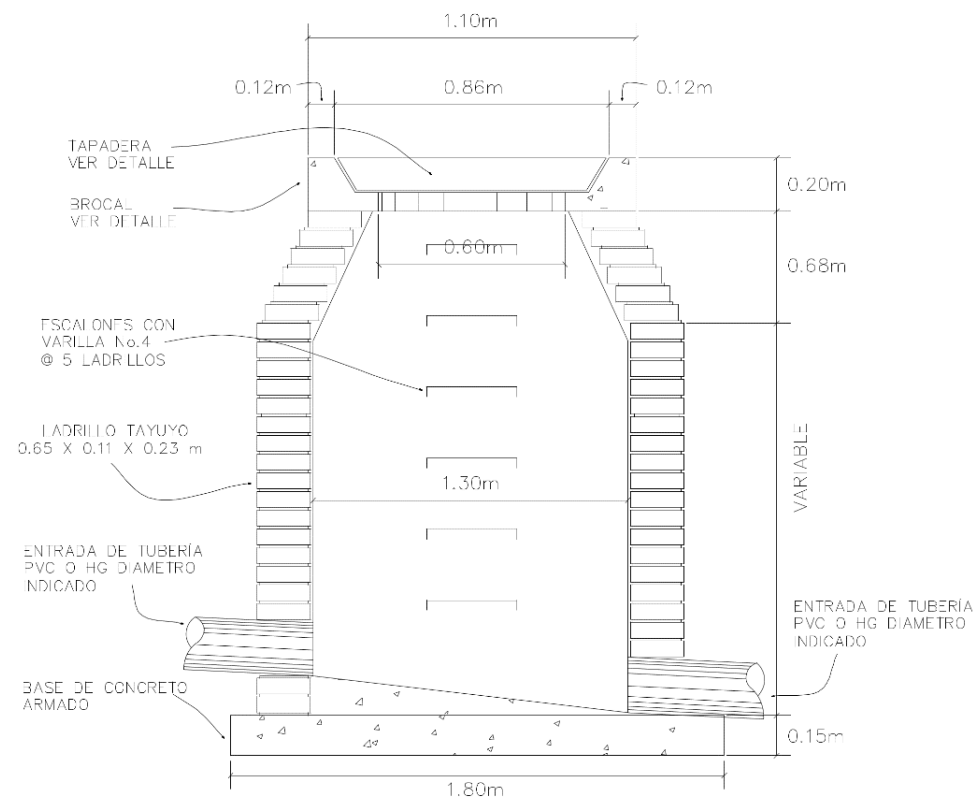 1.10m
0.12m
0.86m
0.12m
TAPADERA
VER DETALLE
0.20m
BROCAL
VER DETALLE
0.60m
0.68m
ESCALONES CON
VARILLA No.4
@ 5 LADRILLOS
LADRILLO TAYUYO
0.65 X 0.11 X 0.23 m
VARIABLE
1.30m
ENTRADA DE TUBERÍA
PVC O HG DIAMETRO
INDICADO
ENTRADA DE TUBERÍA
PVC O HG DIAMETRO
INDICADO
BASE DE CONCRETO
ARMADO
0.15m
1.80m